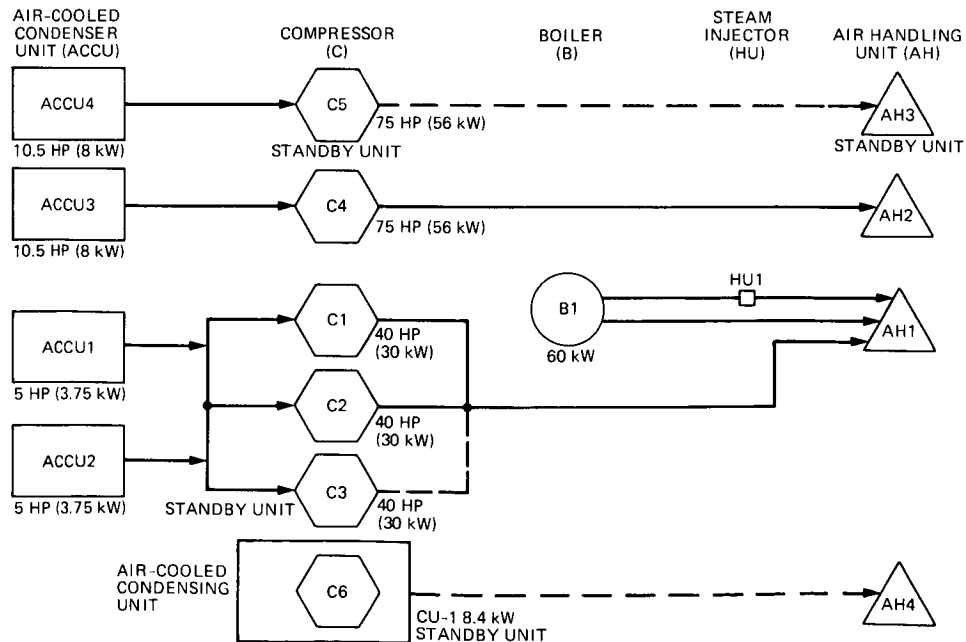 AIR-COOLED
CONDENSER
UNIT (ACCU)
COMPRESSOR
(C)
BOILER
(B)
STEAM
INJECTOR
(HU)
AIR HANDLING
UNIT (AH)
ACCU4
10.5 HP (8 kW)
C5
75 HP (56 kW)
STANDBY UNIT
AH3
STANDBY UNIT
ACCU3
10.5 HP (8 kW)
C4
75 HP (56 kW)
AH2
ACCU1
5 HP (3.75 kW)
C1
40 HP
(30 kW)
B1
60 kW
HU1
AH1
C2
40 HP
(30 kW)
ACCU2
5 HP (3.75 kW)
C3
STANDBY UNIT
40 HP
(30 kW)
AIR-COOLED
CONDENSING
UNIT
C6
CU-1 8.4 kW
STANDBY UNIT
AH4